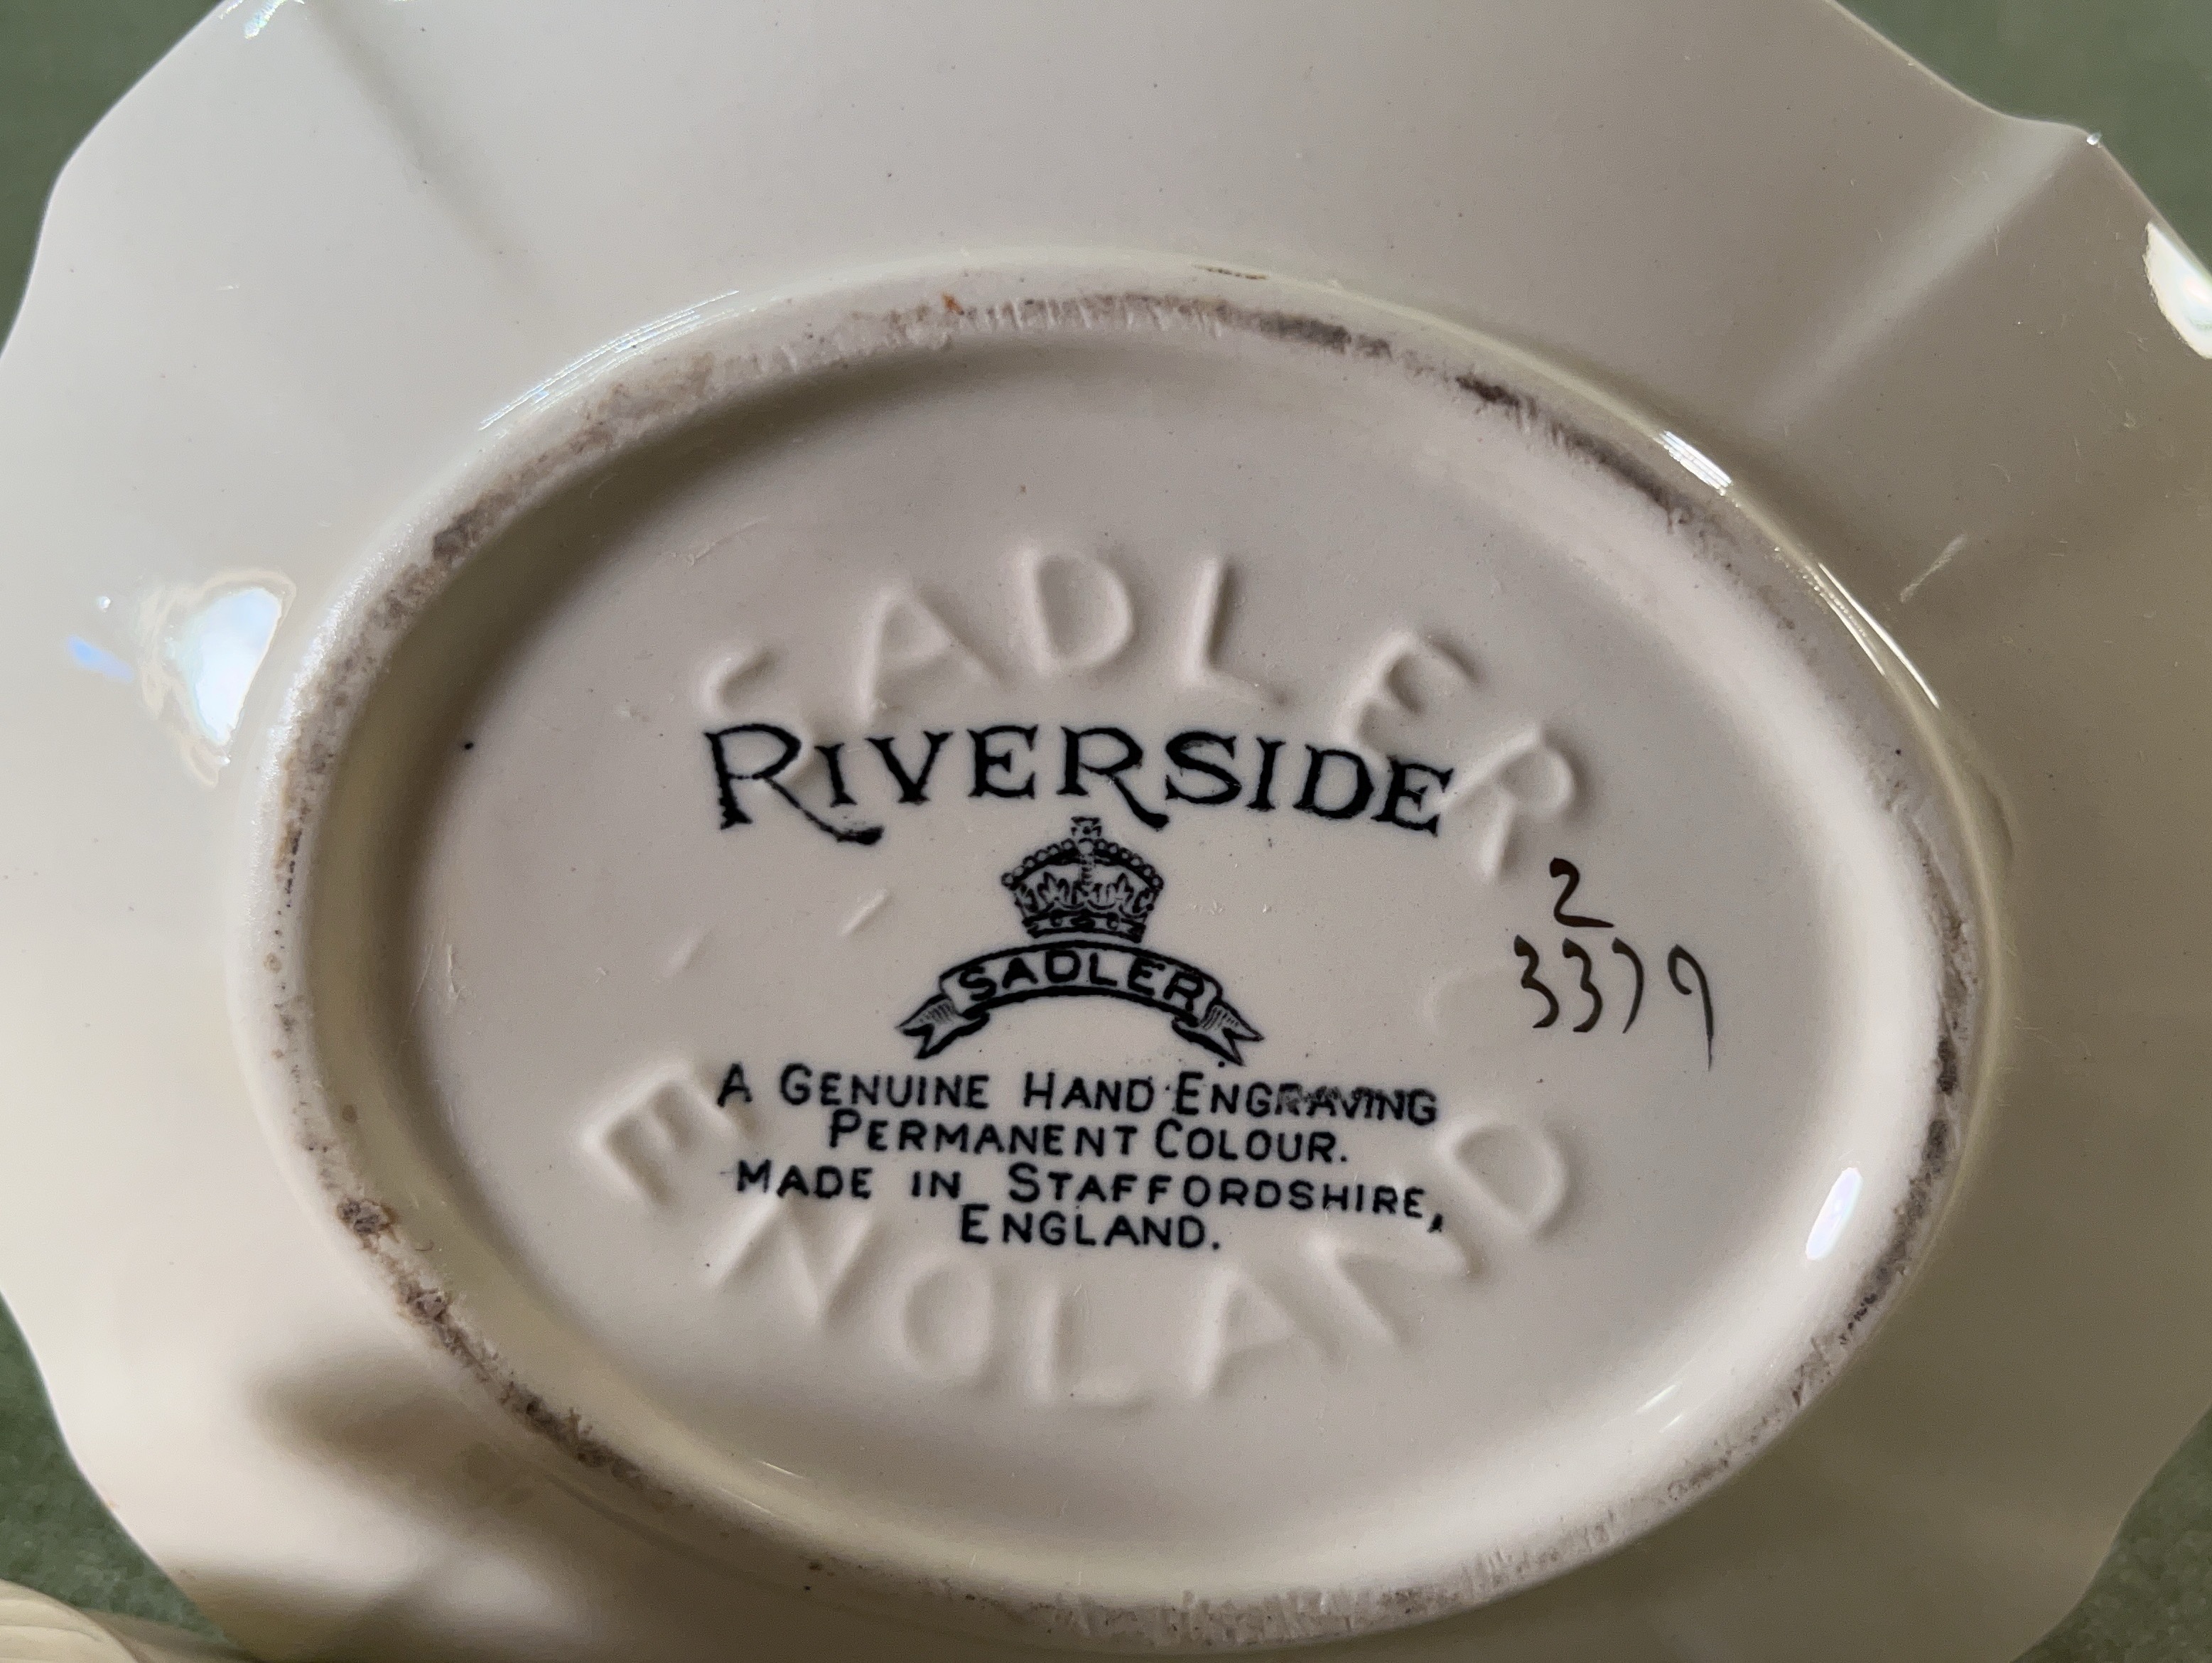 SADLER
RIVERSIDE
SADLER
2
3379
A GENUINE HAND ENGRAVING
PERMANENT COLOUR.
MADE IN STAFFORDSHIRE,
ENGLAND.
ENGLAND